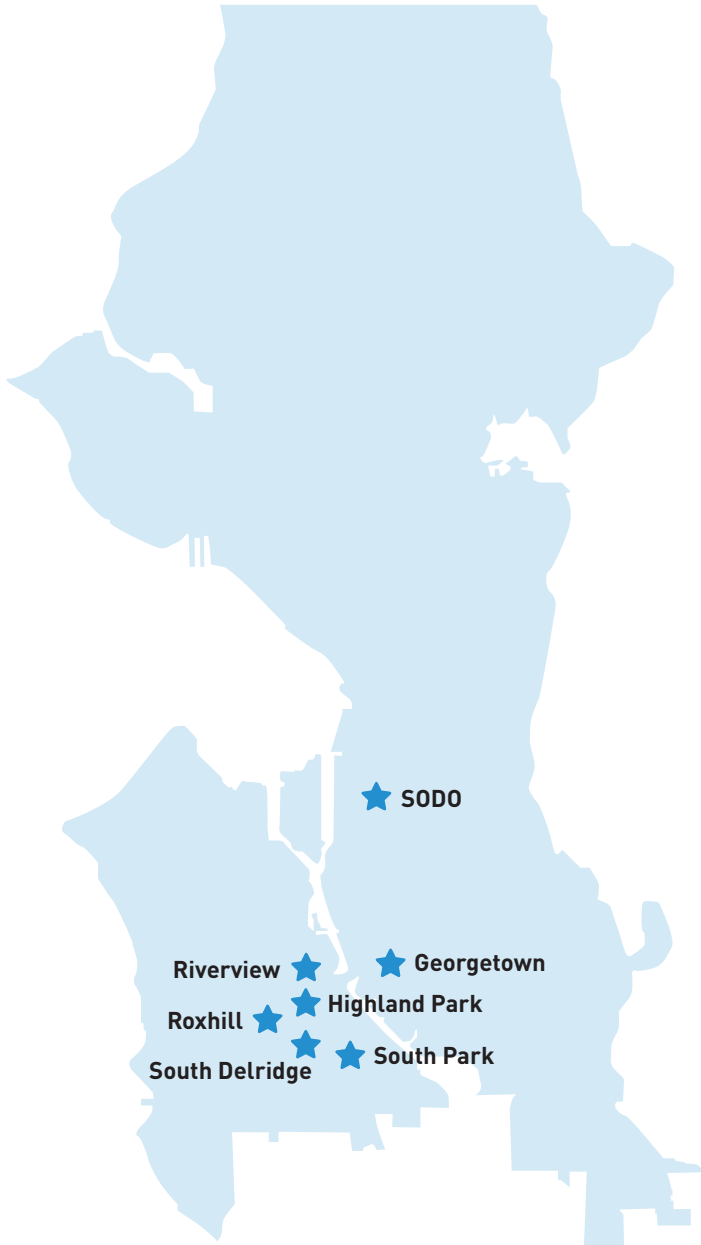 SODO
Georgetown
Riverview
Highland Park
Roxhill
South Park
South Delridge